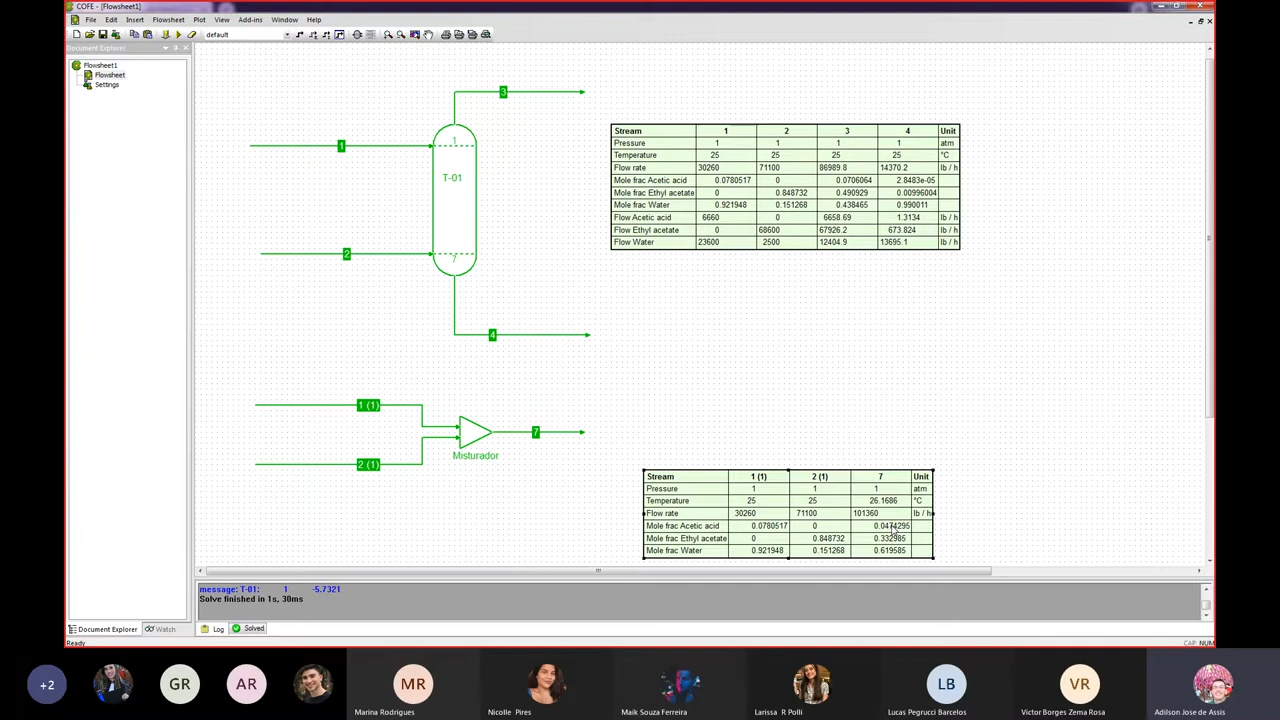 COFE - [Flowsheet1]
File Edit Insert Flowsheet Plot View Add-ins Window Help
default
Document Explorer
Flowsheet1
Flowsheet
Settings
3
1
1
T-01
2
7
4
Stream 1 2 3 4 Unit
Pressure 1 1 1 1 atm
Temperature 25 25 25 25 °C
Flow rate 30260 71100 86989.8 14370.2 lb / h
Mole frac Acetic acid 0.0780517 0 0.0706064 2.8483e-05
Mole frac Ethyl acetate 0 0.848732 0.490929 0.00996004
Mole frac Water 0.921948 0.151268 0.438465 0.990011
Flow Acetic acid 6660 0 6658.69 1.3134 lb / h
Flow Ethyl acetate 0 68600 67926.2 673.824 lb / h
Flow Water 23600 2500 12404.9 13695.1 lb / h
1 (1)
7
Misturador
2 (1)
Stream 1 (1) 2 (1) 7 Unit
Pressure 1 1 1 atm
Temperature 25 25 26.1686 °C
Flow rate 30260 71100 101360 lb / h
Mole frac Acetic acid 0.0780517 0 0.0474295
Mole frac Ethyl acetate 0 0.848732 0.332985
Mole frac Water 0.921948 0.151268 0.619585
message: T-01: 1 -5.7321
Solve finished in 1s, 30ms
Document Explorer Watch
Log Solved
Ready
CAP NUM
+2
GR
AR
MR
LB
VR
Marina Rodrigues
Nicolle Pires
Maik Souza Ferreira
Larissa R Polli
Lucas Pegrucci Barcelos
Victor Borges Zema Rosa
Adilson Jose de Assis